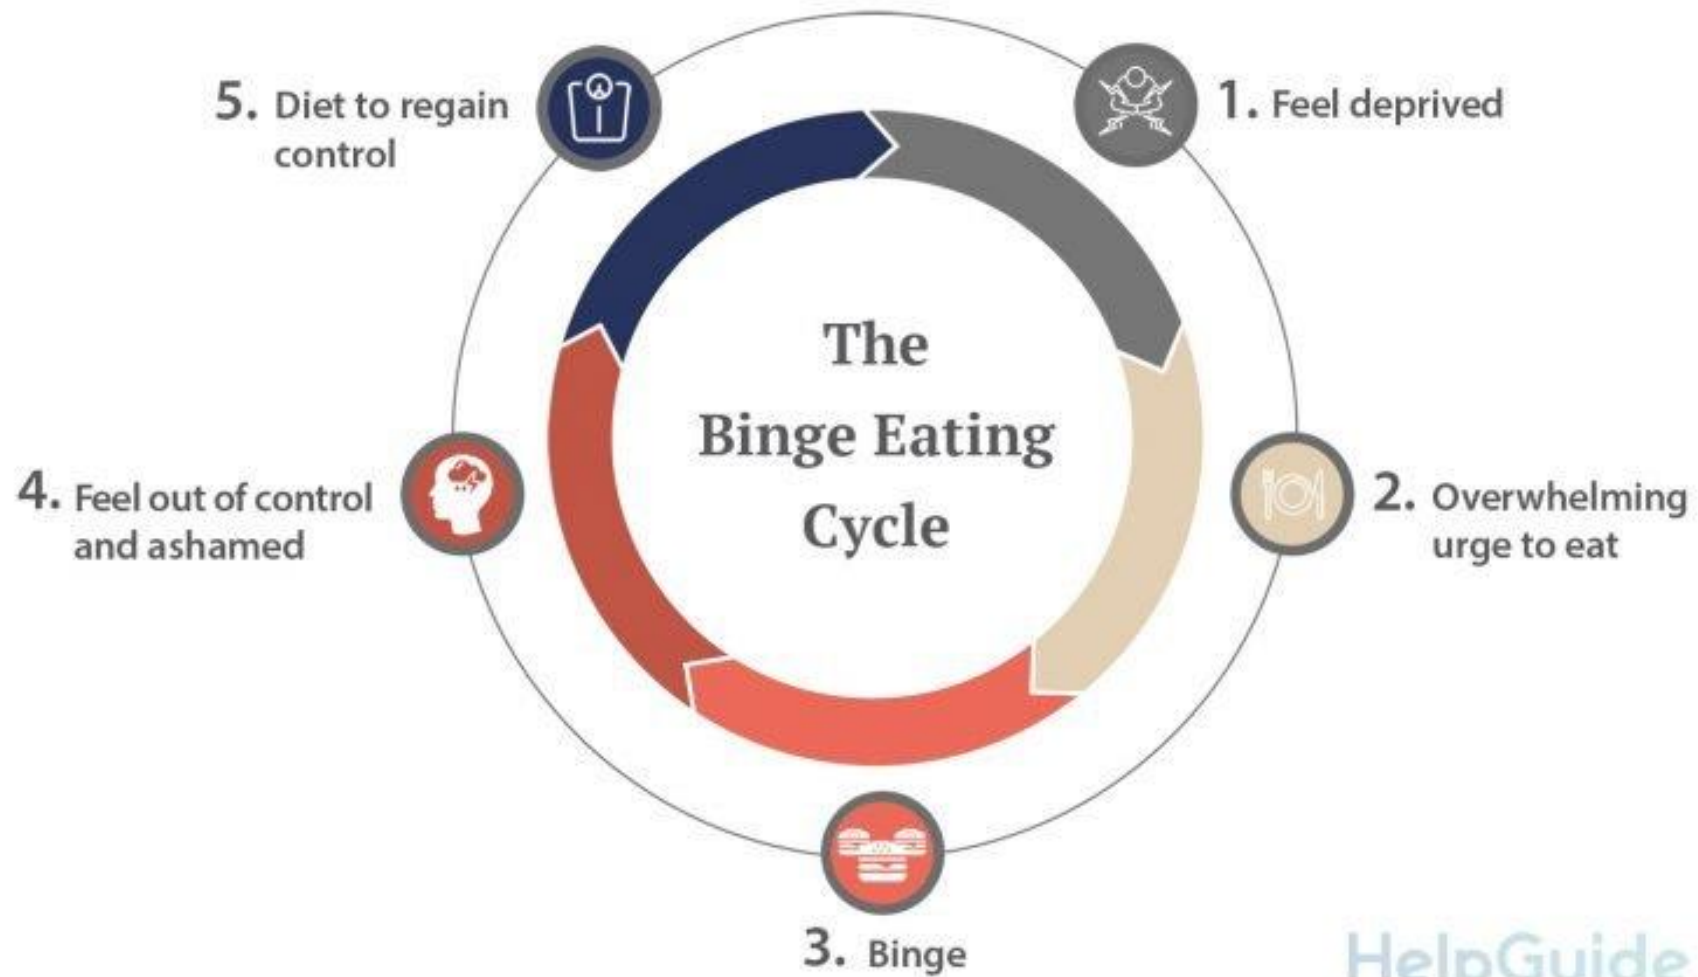 The
Binge Eating
Cycle
1. Feel deprived
2. Overwhelming
urge to eat
3. Binge
4. Feel out of control
and ashamed
5. Diet to regain
control
HelpGuide